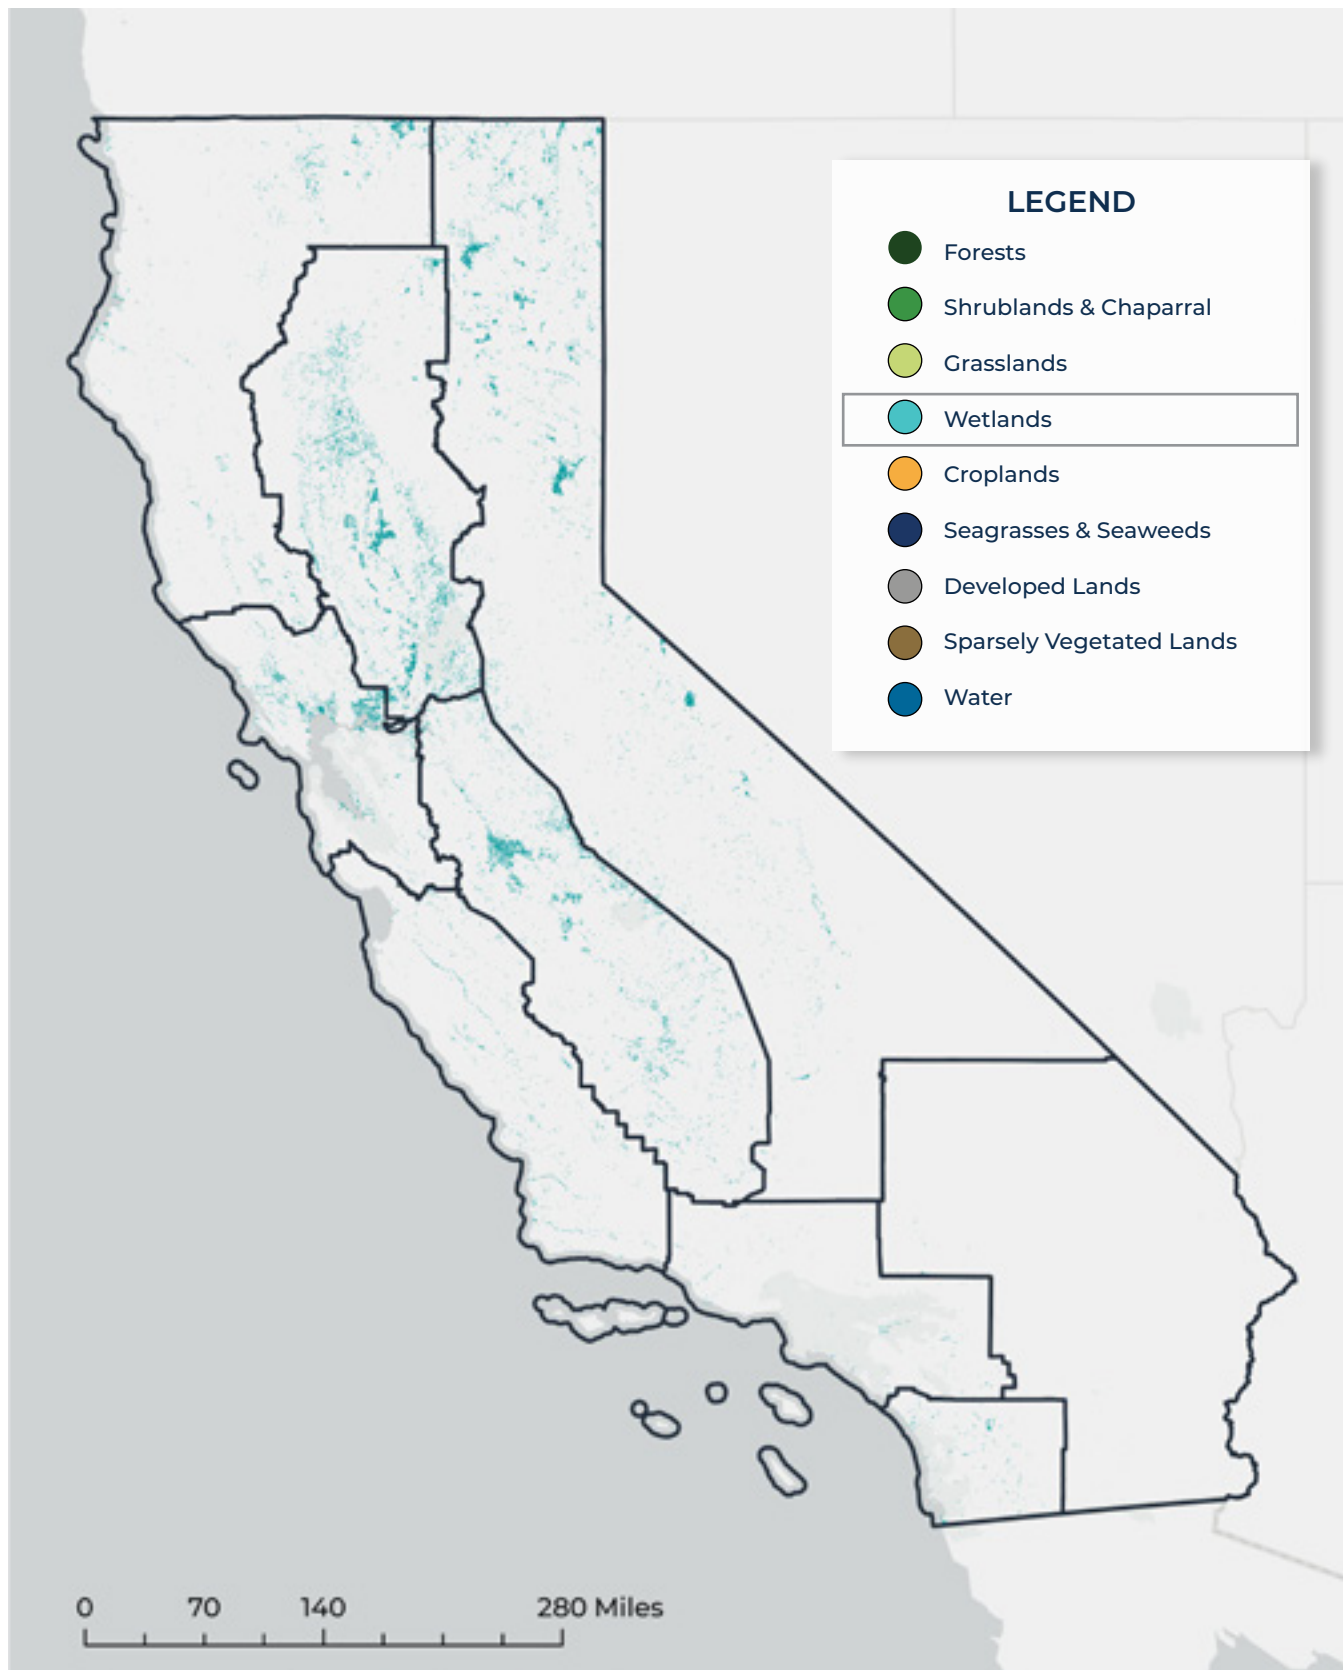 LEGEND
Forests
Shrublands & Chaparral
Grasslands
Wetlands
Croplands
Seagrasses & Seaweeds
Developed Lands
Sparsely Vegetated Lands
Water
0 70 140 280 Miles